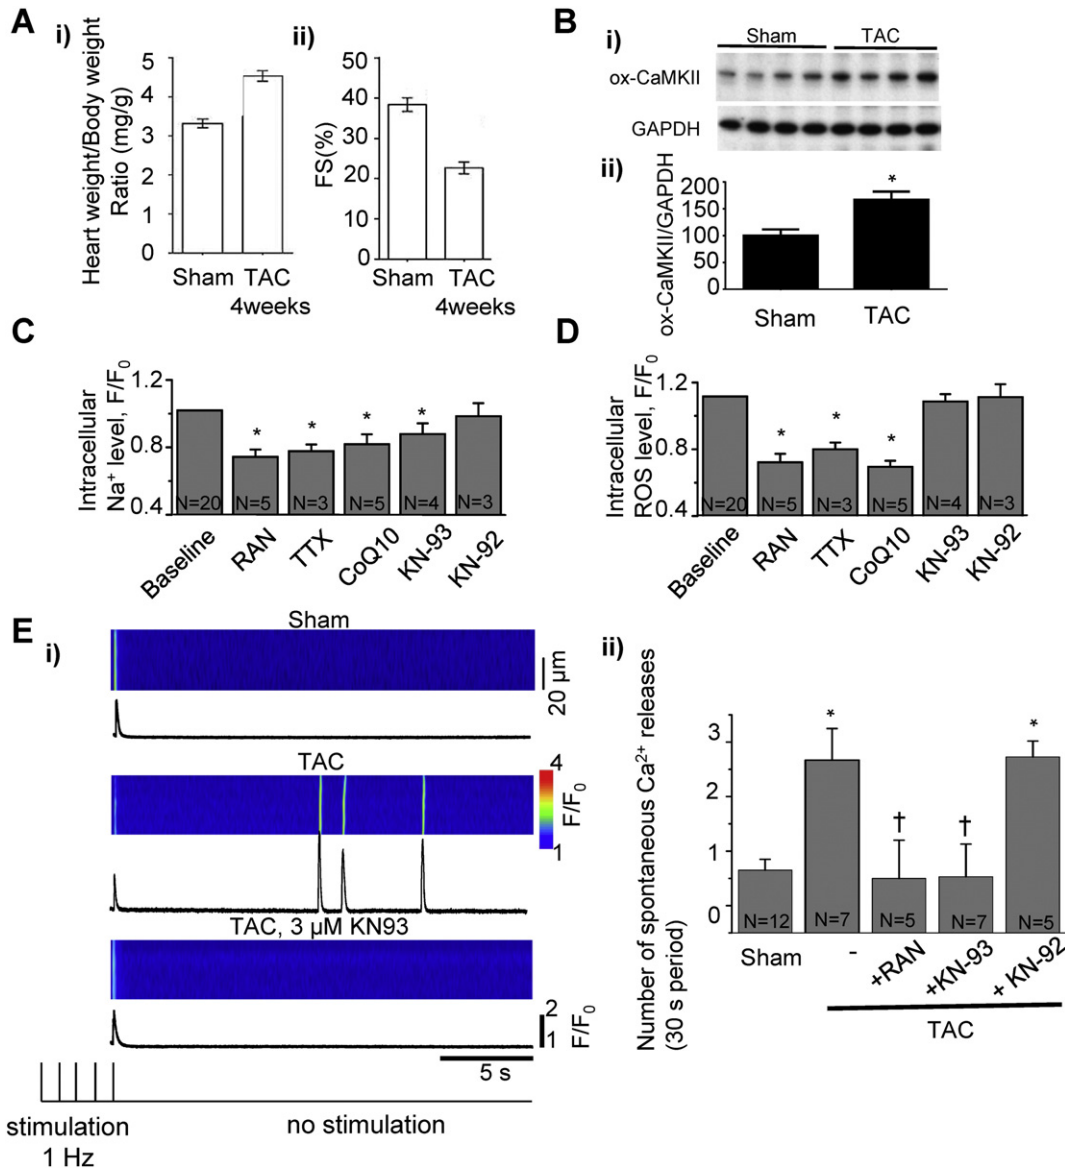 A
i)
Heart weight/Body weight
Ratio (mg/g)
5
4
3
2
1
0
Sham
TAC
4weeks
ii)
FS(%)
50
40
30
20
10
0
Sham
TAC
4weeks
B
i)
Sham
TAC
ox-CaMKII
GAPDH
ii)
ox-CaMKII/GAPDH
200
150
100
50
0
*
Sham
TAC
C
Intracellular
Na⁺ level, F/F₀
1.2
0.8
0.4
* * * *
N=20 N=5 N=3 N=5 N=4 N=3
Baseline RAN TTX CoQ10 KN-93 KN-92
D
Intracellular
ROS level, F/F₀
1.2
0.8
0.4
* * *
N=20 N=5 N=3 N=5 N=4 N=3
Baseline RAN TTX CoQ10 KN-93 KN-92
E
i)
Sham
20 µm
TAC
4
1
F/F₀
TAC, 3 µM KN93
2
1
F/F₀
5 s
stimulation
1 Hz
no stimulation
ii)
Number of spontaneous Ca²⁺ releases
(30 s period)
3
2
1
0
* † † *
N=12 N=7 N=5 N=7 N=5
Sham - +RAN +KN-93 + KN-92
TAC